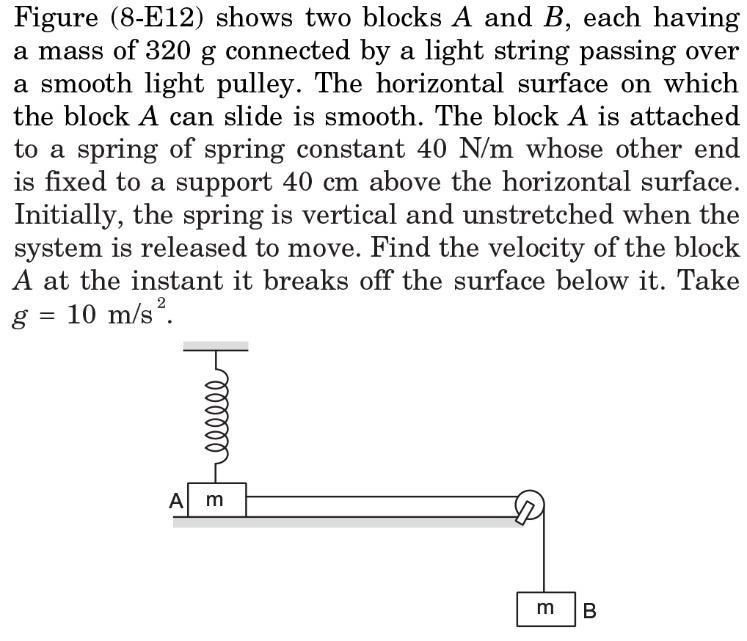 Figure (8-E12) shows two blocks A and B, each having
a mass of 320 g connected by a light string passing over
a smooth light pulley. The horizontal surface on which
the block A can slide is smooth. The block A is attached
to a spring of spring constant 40 N/m whose other end
is fixed to a support 40 cm above the horizontal surface.
Initially, the spring is vertical and unstretched when the
system is released to move. Find the velocity of the block
A at the instant it breaks off the surface below it. Take
g = 10 m/s².
A m
m B